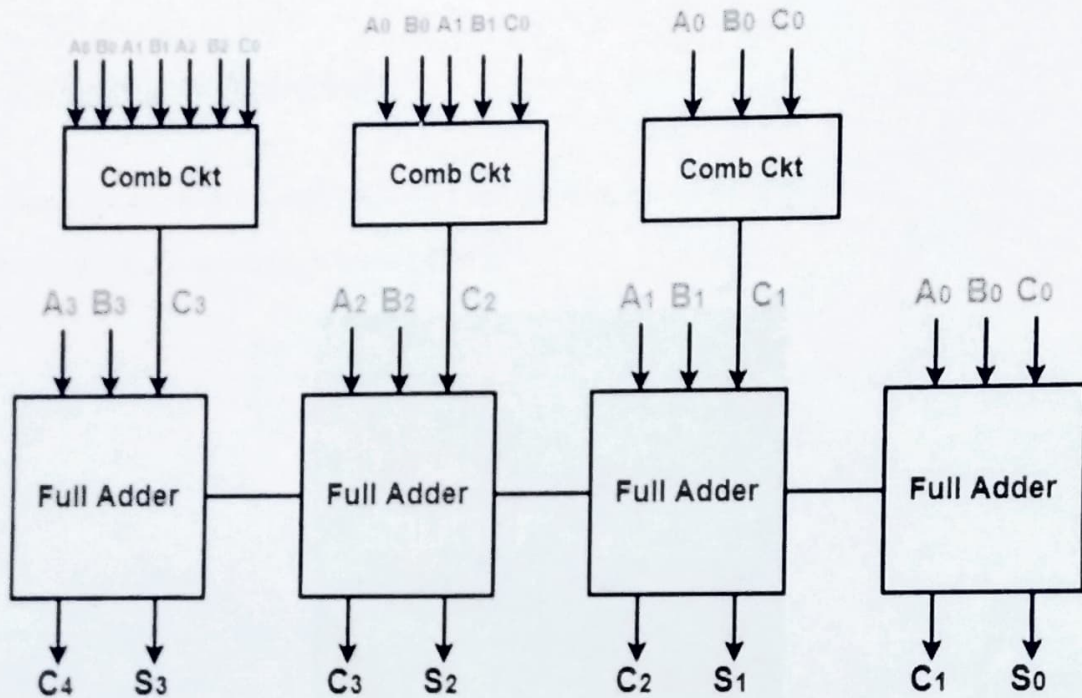 A0 B0 A1 B1 A2 B2 C0
A0 B0 A1 B1 C0
A0 B0 C0
Comb Ckt
Comb Ckt
Comb Ckt
A3 B3 C3
A2 B2 C2
A1 B1 C1
A0 B0 C0
Full Adder
Full Adder
Full Adder
Full Adder
C4 S3
C3 S2
C2 S1
C1 S0